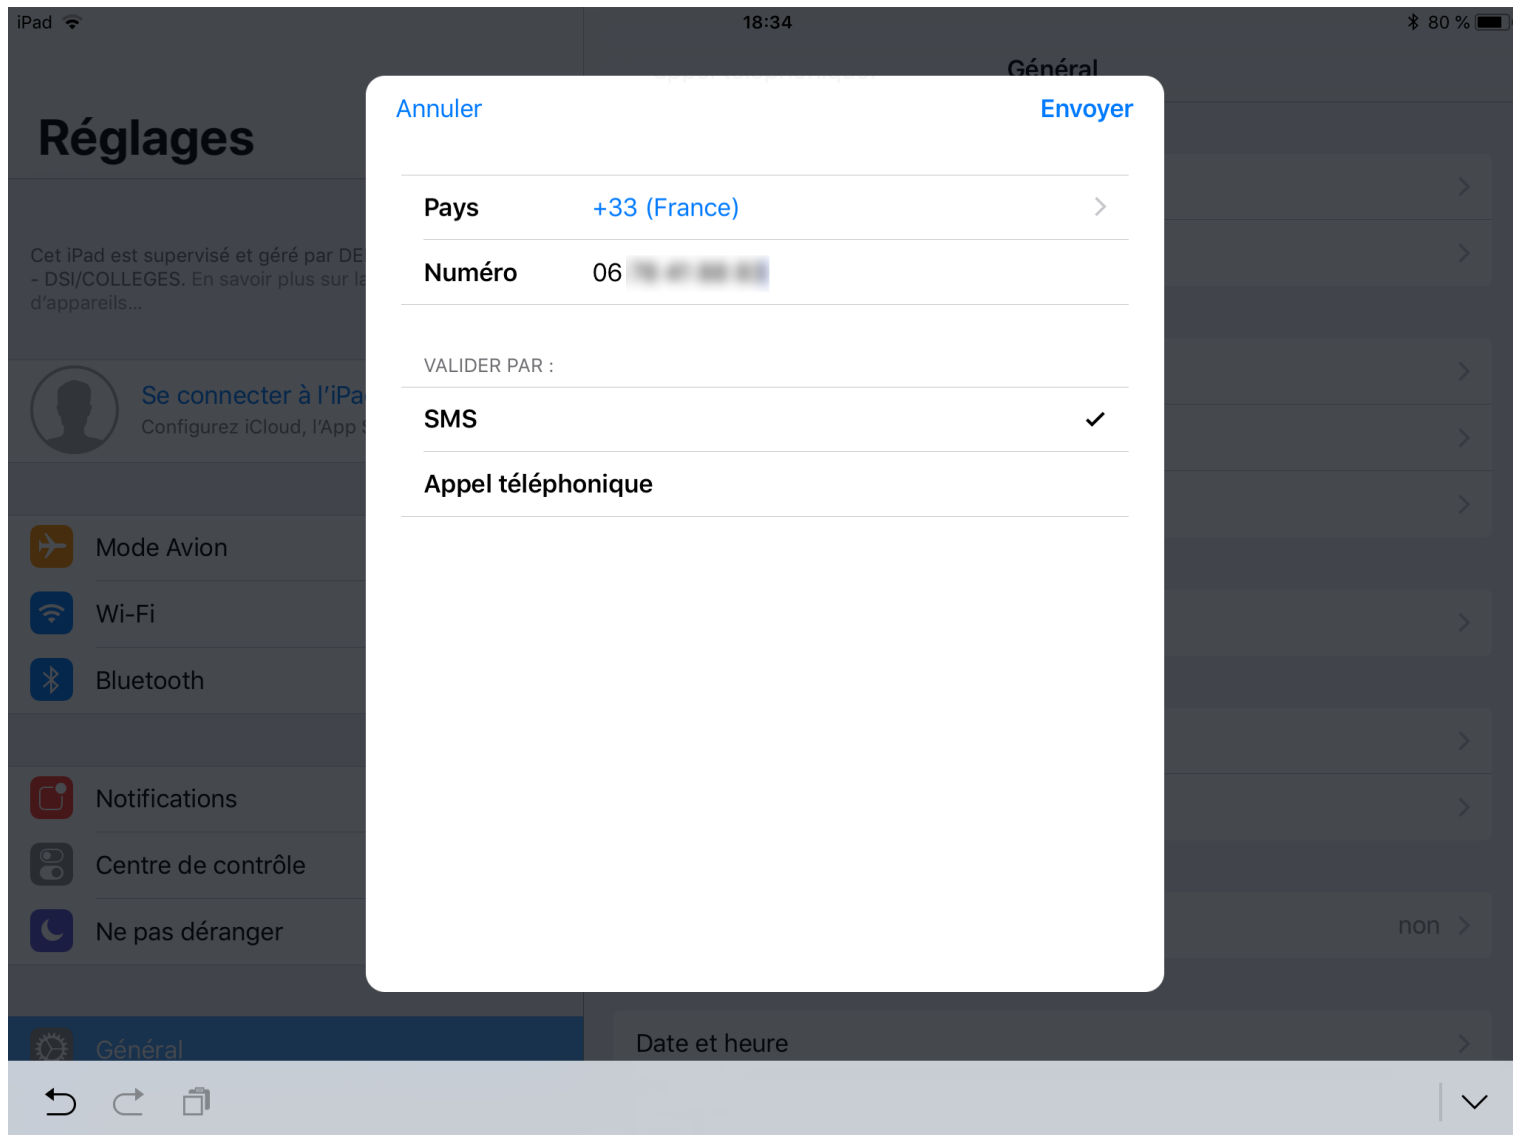 iPad
18:34
80 %
Général
Réglages
Annuler
Envoyer
Pays
+33 (France)
Numéro
06
Cet iPad est supervisé et géré par DE
- DSI/COLLEGES. En savoir plus sur la
d'appareils...
VALIDER PAR :
SMS
Appel téléphonique
Se connecter à l'iPa
Configurez iCloud, l'App S
Mode Avion
Wi-Fi
Bluetooth
Notifications
Centre de contrôle
Ne pas déranger
non
Général
Date et heure